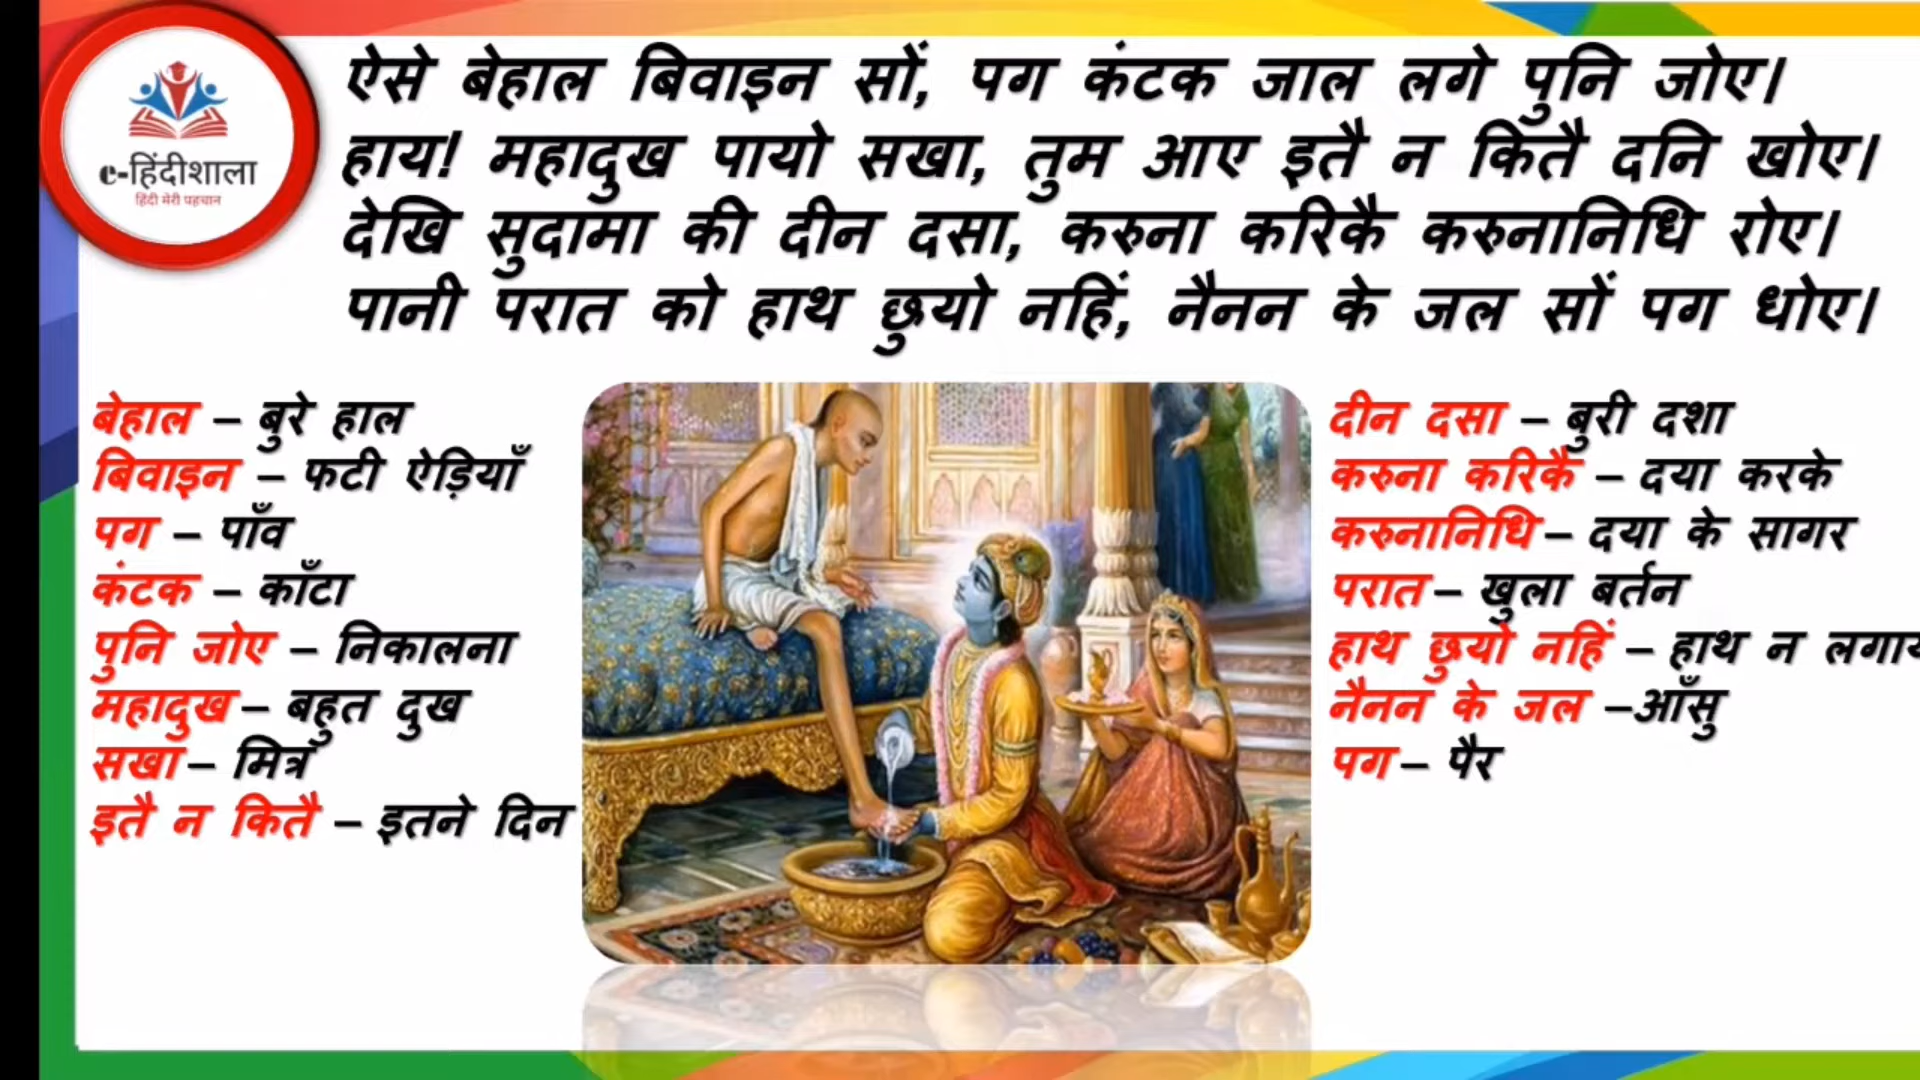 e-हिंदीशाला
हिंदी मेरी पहचान
ऐसे बेहाल बिवाइन सों, पग कंटक जाल लगे पुनि जोए।
हाय! महादुख पायो सखा, तुम आए इतै न कितै दिन खोए।
देखि सुदामा की दीन दसा, करुना करिकै करुनानिधि रोए।
पानी परात को हाथ छुयो नहिं, नैनन के जल सों पग धोए।
बेहाल – बुरे हाल
बिवाइन – फटी ऐड़ियाँ
पग – पाँव
कंटक – काँटा
पुनि जोए – निकालना
महादुख – बहुत दुख
सखा – मित्र
इतै न कितै – इतने दिन
दीन दसा – बुरी दशा
करुना करिकै – दया करके
करुनानिधि – दया के सागर
परात – खुला बर्तन
हाथ छुयो नहिं – हाथ न
नैनन के जल –आँसु
पग – पैर